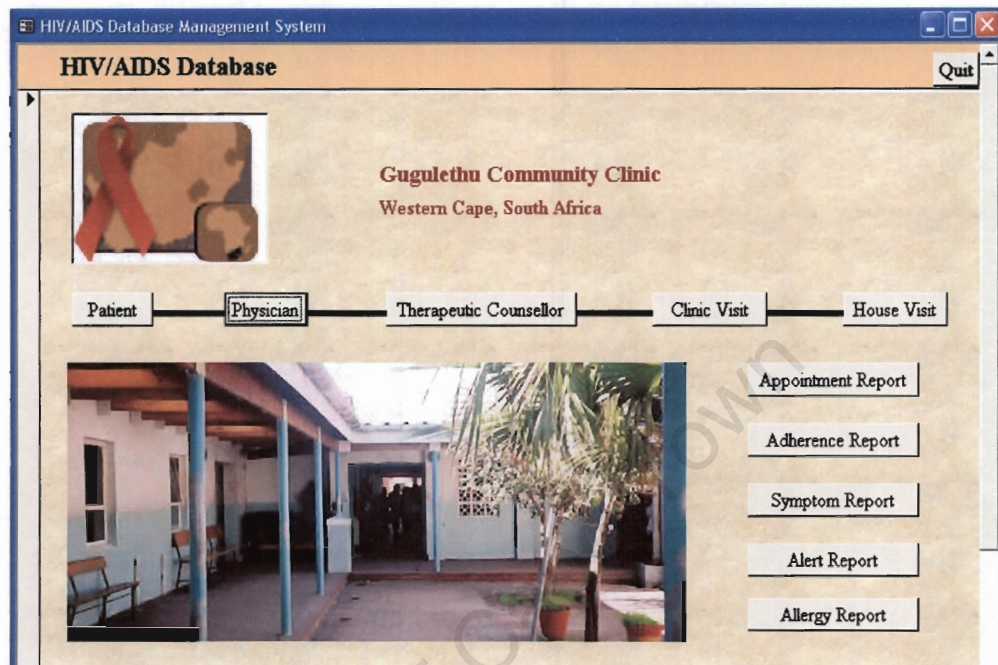 HIV/AIDS Database Management System
HIV/AIDS Database
Quit
Gugulethu Community Clinic
Western Cape, South Africa
Patient
Physician
Therapeutic Counsellor
Clinic Visit
House Visit
Appointment Report
Adherence Report
Symptom Report
Alert Report
Allergy Report